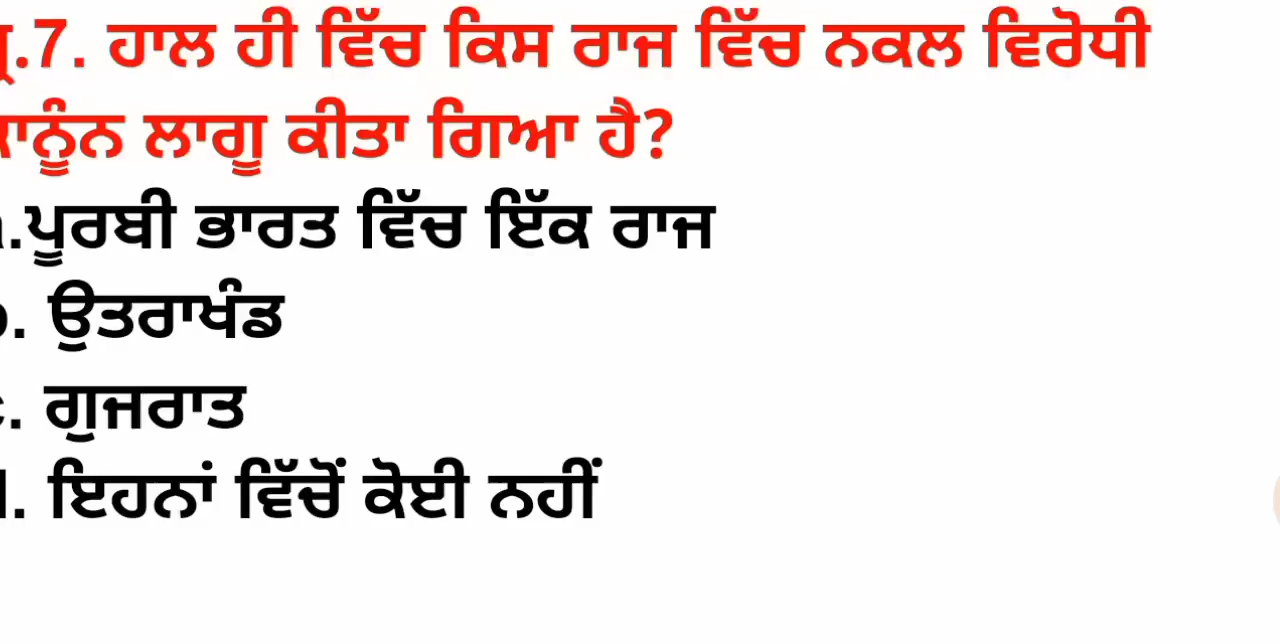 .7. ਹਾਲ ਹੀ ਵਿੱਚ ਕਿਸ ਰਾਜ ਵਿੱਚ ਨਕਲ ਵਿਰੋਧੀ
ਲਾਗੂ ਕੀਤਾ ਗਿਆ ਹੈ?
.ਪੂਰਬੀ ਭਾਰਤ ਵਿੱਚ ਇੱਕ ਰਾਜ
. ਉਤਰਾਖੰਡ
. ਗੁਜਰਾਤ
. ਇਹਨਾਂ ਵਿੱਚੋਂ ਕੋਈ ਨਹੀਂ